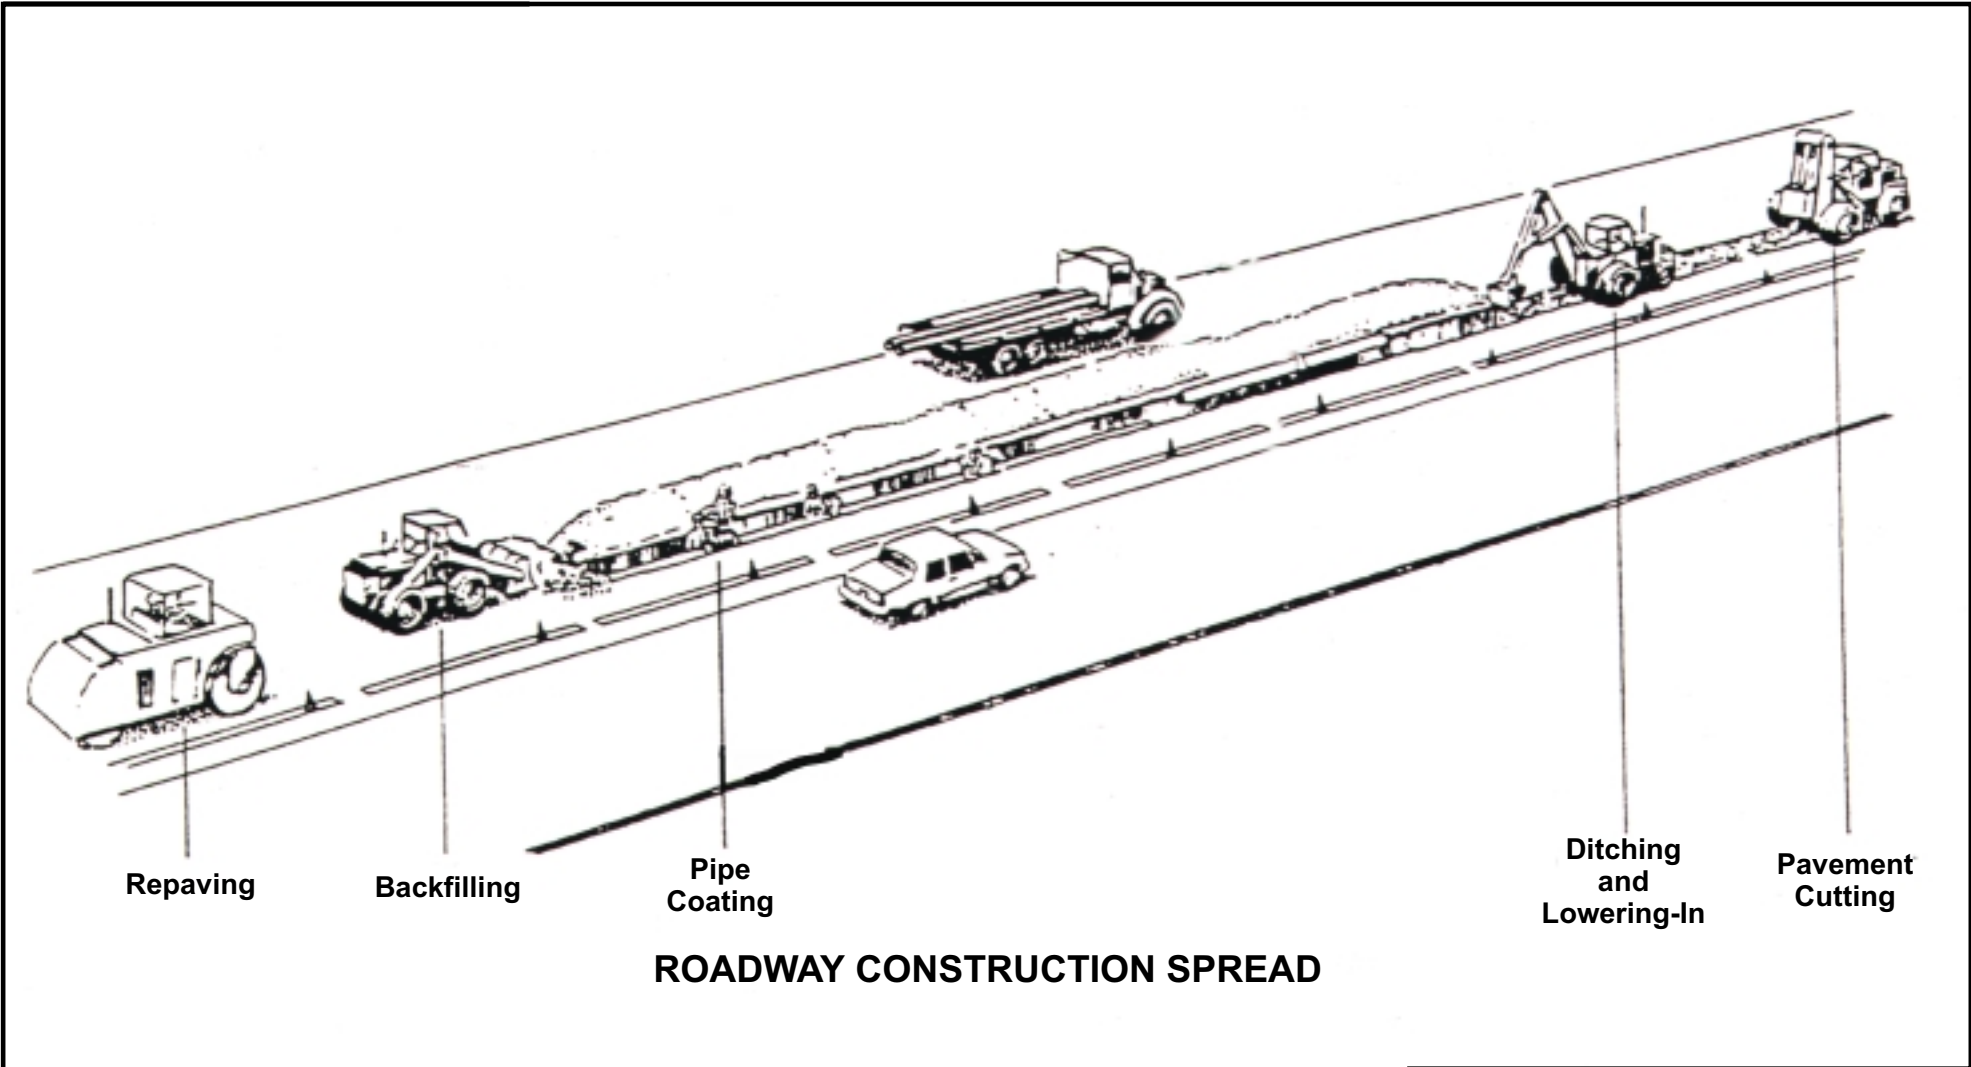 Repaving
Backfilling
Pipe
Coating
Ditching
and
Lowering-In
Pavement
Cutting
ROADWAY CONSTRUCTION SPREAD